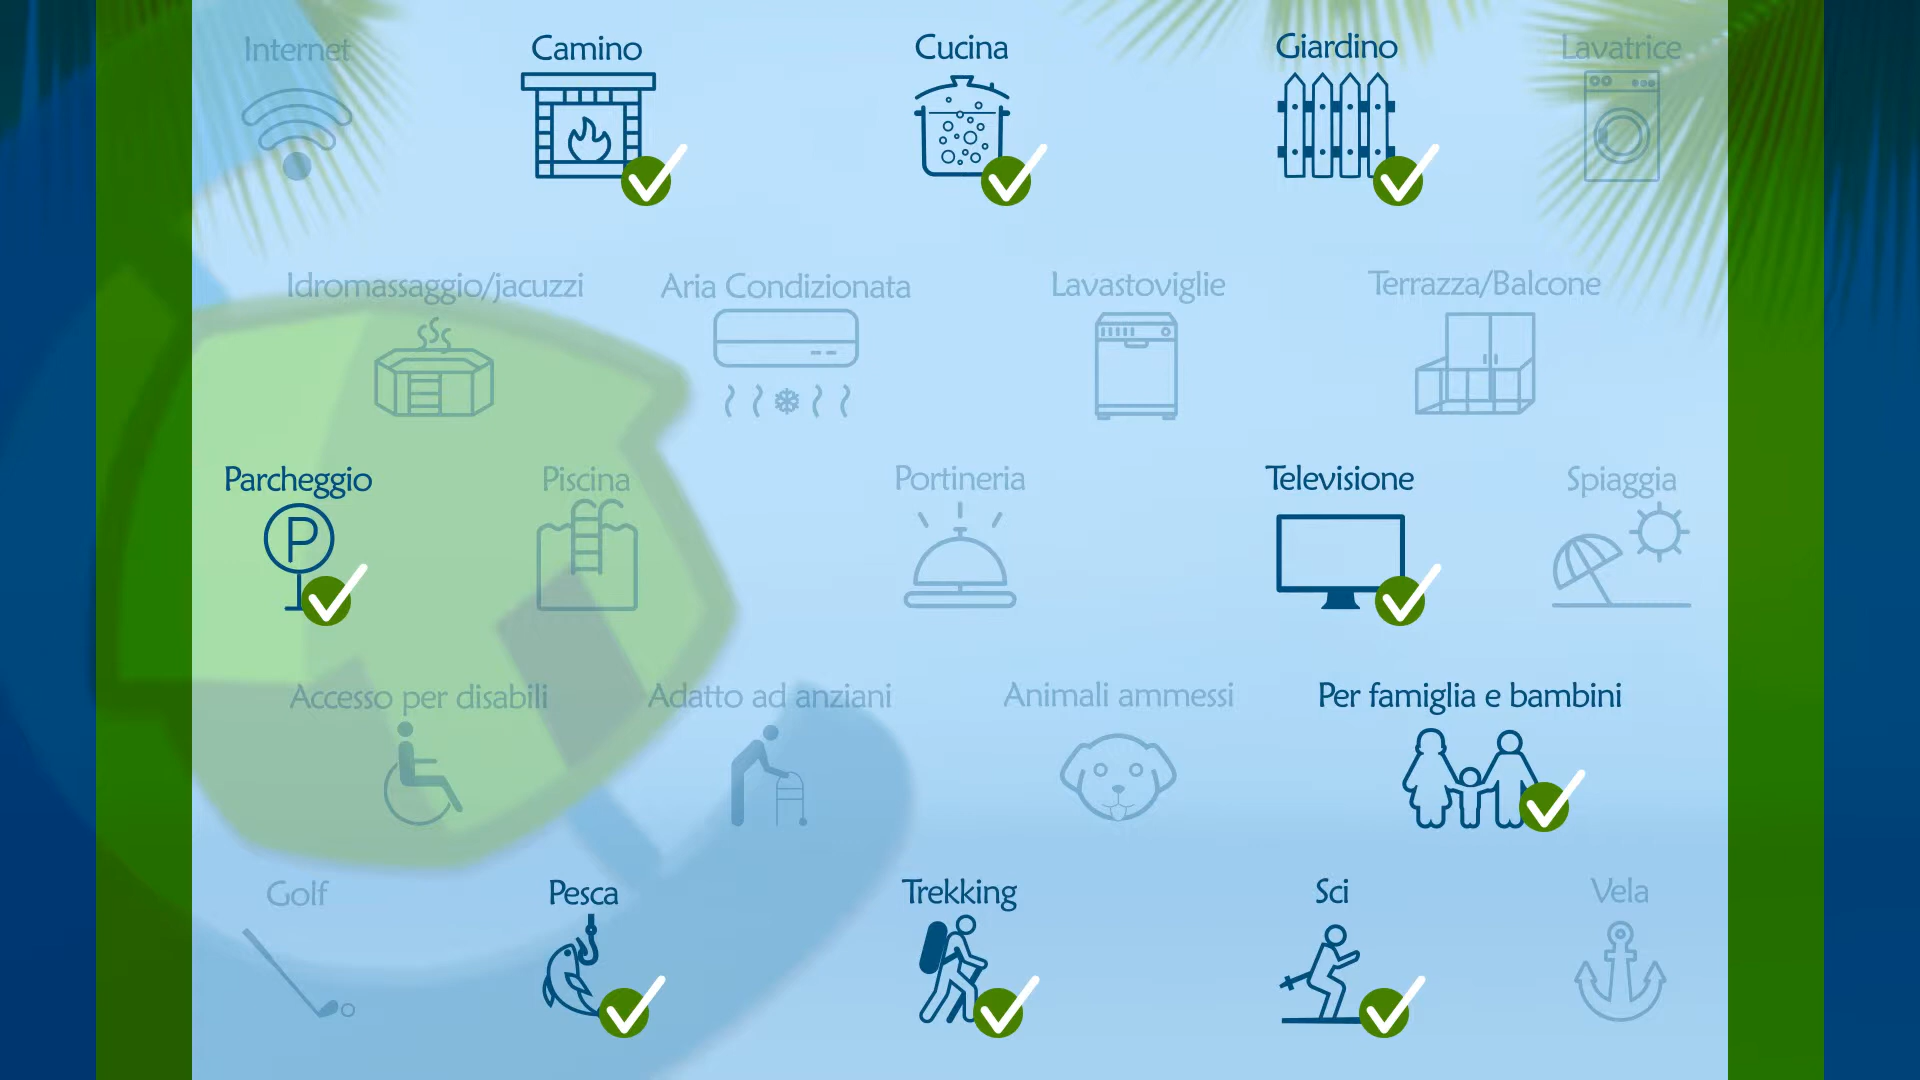 Internet
Camino
Cucina
Giardino
Lavatrice
Idromassaggio/jacuzzi
Aria Condizionata
Lavastoviglie
Terrazza/Balcone
Parcheggio
P
Piscina
Portineria
Televisione
Spiaggia
Accesso per disabili
Adatto ad anziani
Animali ammessi
Per famiglia e bambini
Golf
Pesca
Trekking
Sci
Vela